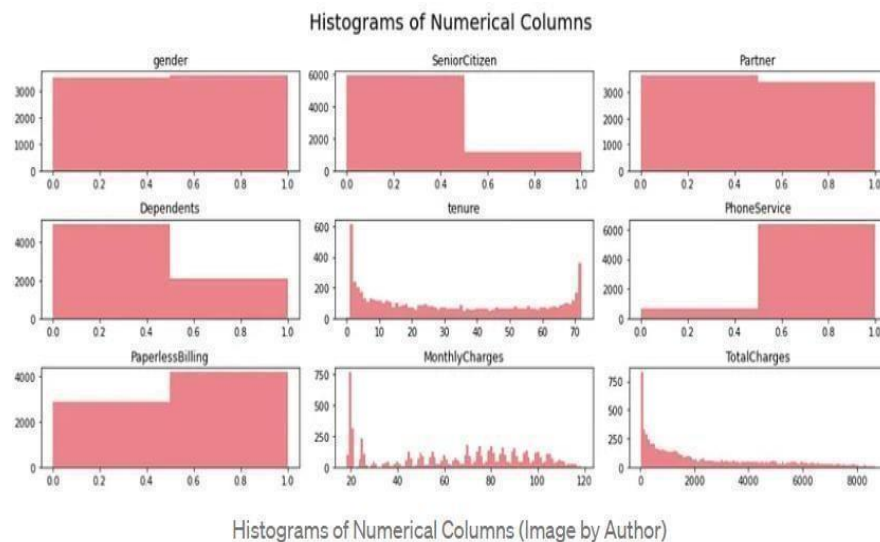 Histograms of Numerical Columns
gender
SeniorCitizen
Partner
3000
2000
1000
0
0.0 0.2 0.4 0.6 0.8 1.0
6000
4000
2000
0
0.0 0.2 0.4 0.6 0.8 1.0
3000
2000
1000
0
0.0 0.2 0.4 0.6 0.8 1.0
Dependents
tenure
PhoneService
4000
2000
0
0.0 0.2 0.4 0.6 0.8 1.0
600
400
200
0
0 10 20 30 40 50 60 70
6000
4000
2000
0
0.0 0.2 0.4 0.6 0.8 1.0
PaperlessBilling
MonthlyCharges
TotalCharges
4000
2000
0
0.0 0.2 0.4 0.6 0.8 1.0
750
500
250
0
20 40 60 80 100 120
750
500
250
0
0 2000 4000 6000 8000
Histograms of Numerical Columns (Image by Author)